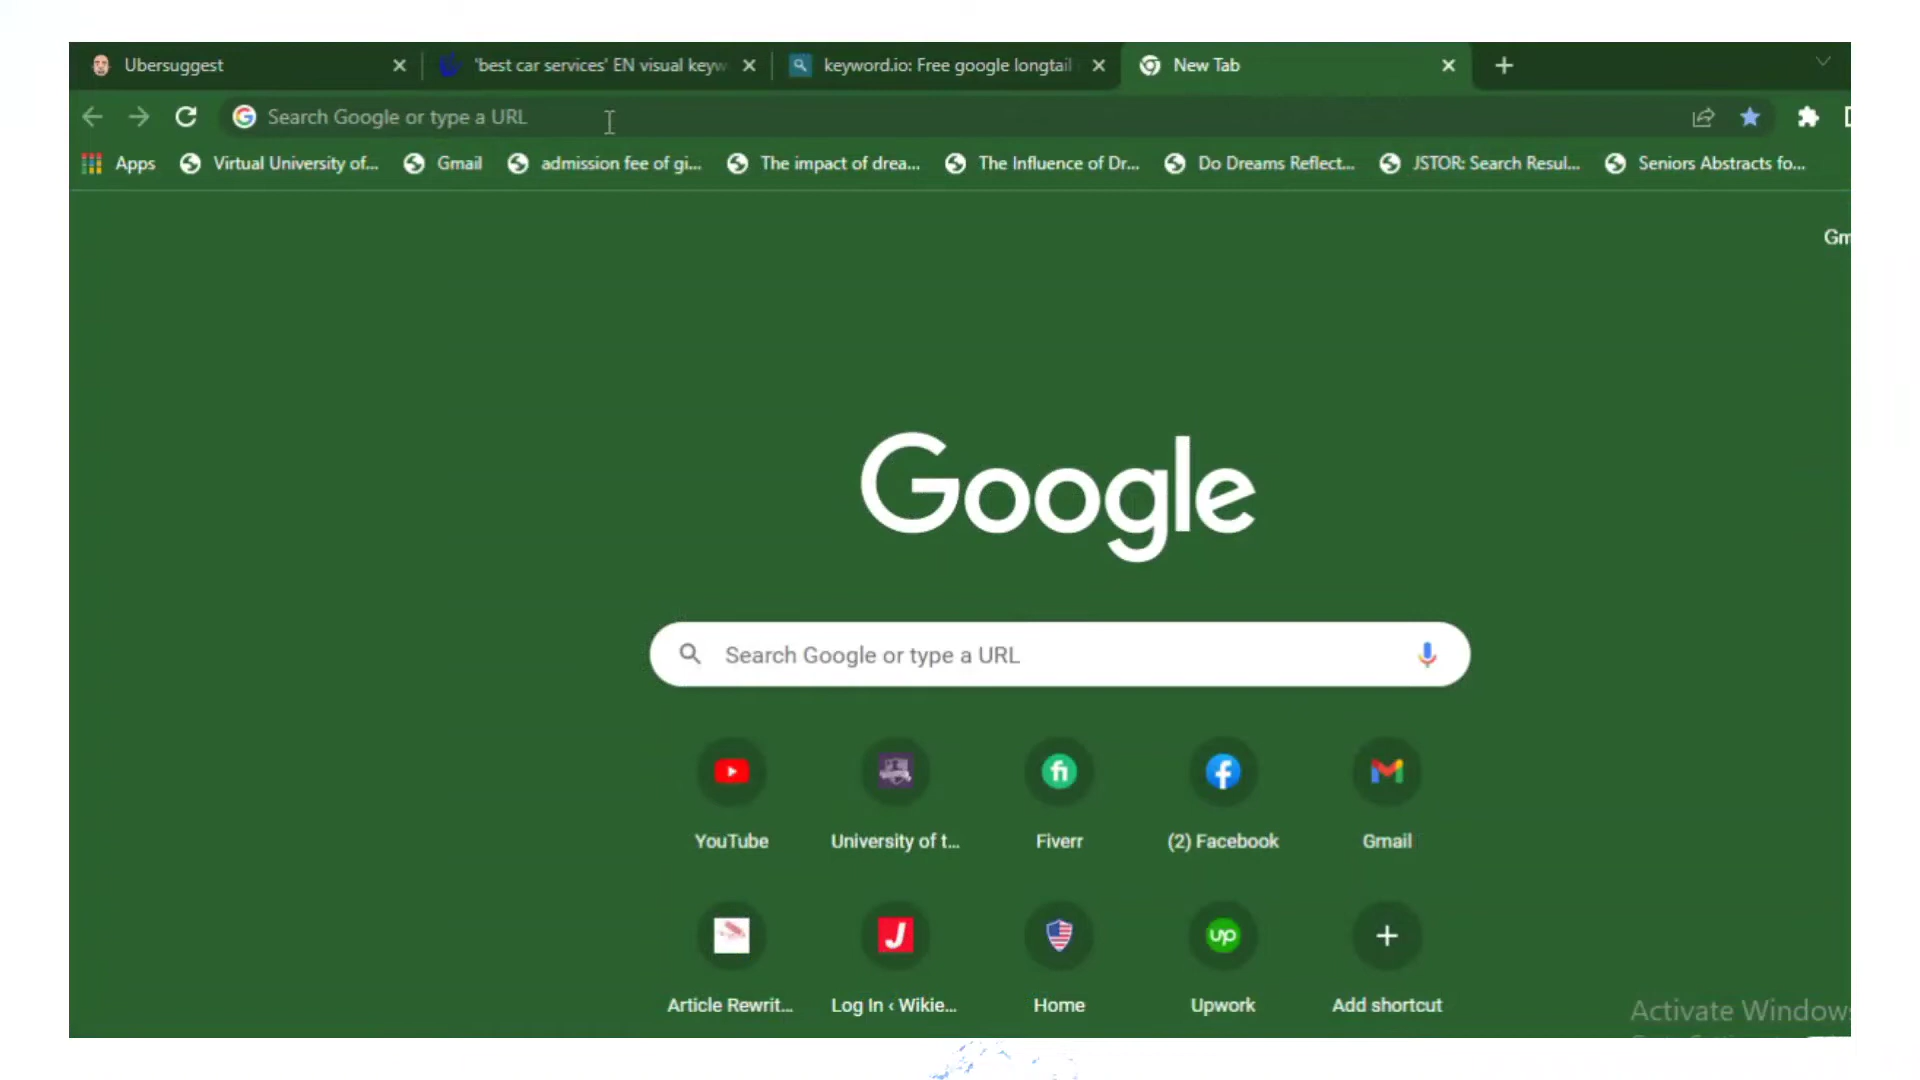 Ubersuggest
'best car services' EN visual keyw
keyword.io: Free google longtail
New Tab
Search Google or type a URL
Apps
Virtual University of...
Gmail
admission fee of gi...
The impact of drea...
The Influence of Dr...
Do Dreams Reflect...
JSTOR: Search Resul...
Seniors Abstracts fo...
Gm
Google
Search Google or type a URL
YouTube
University of t...
Fiverr
(2) Facebook
Gmail
Article Rewrit...
Log In ‹ Wikie...
Home
Upwork
Add shortcut
Activate Windows